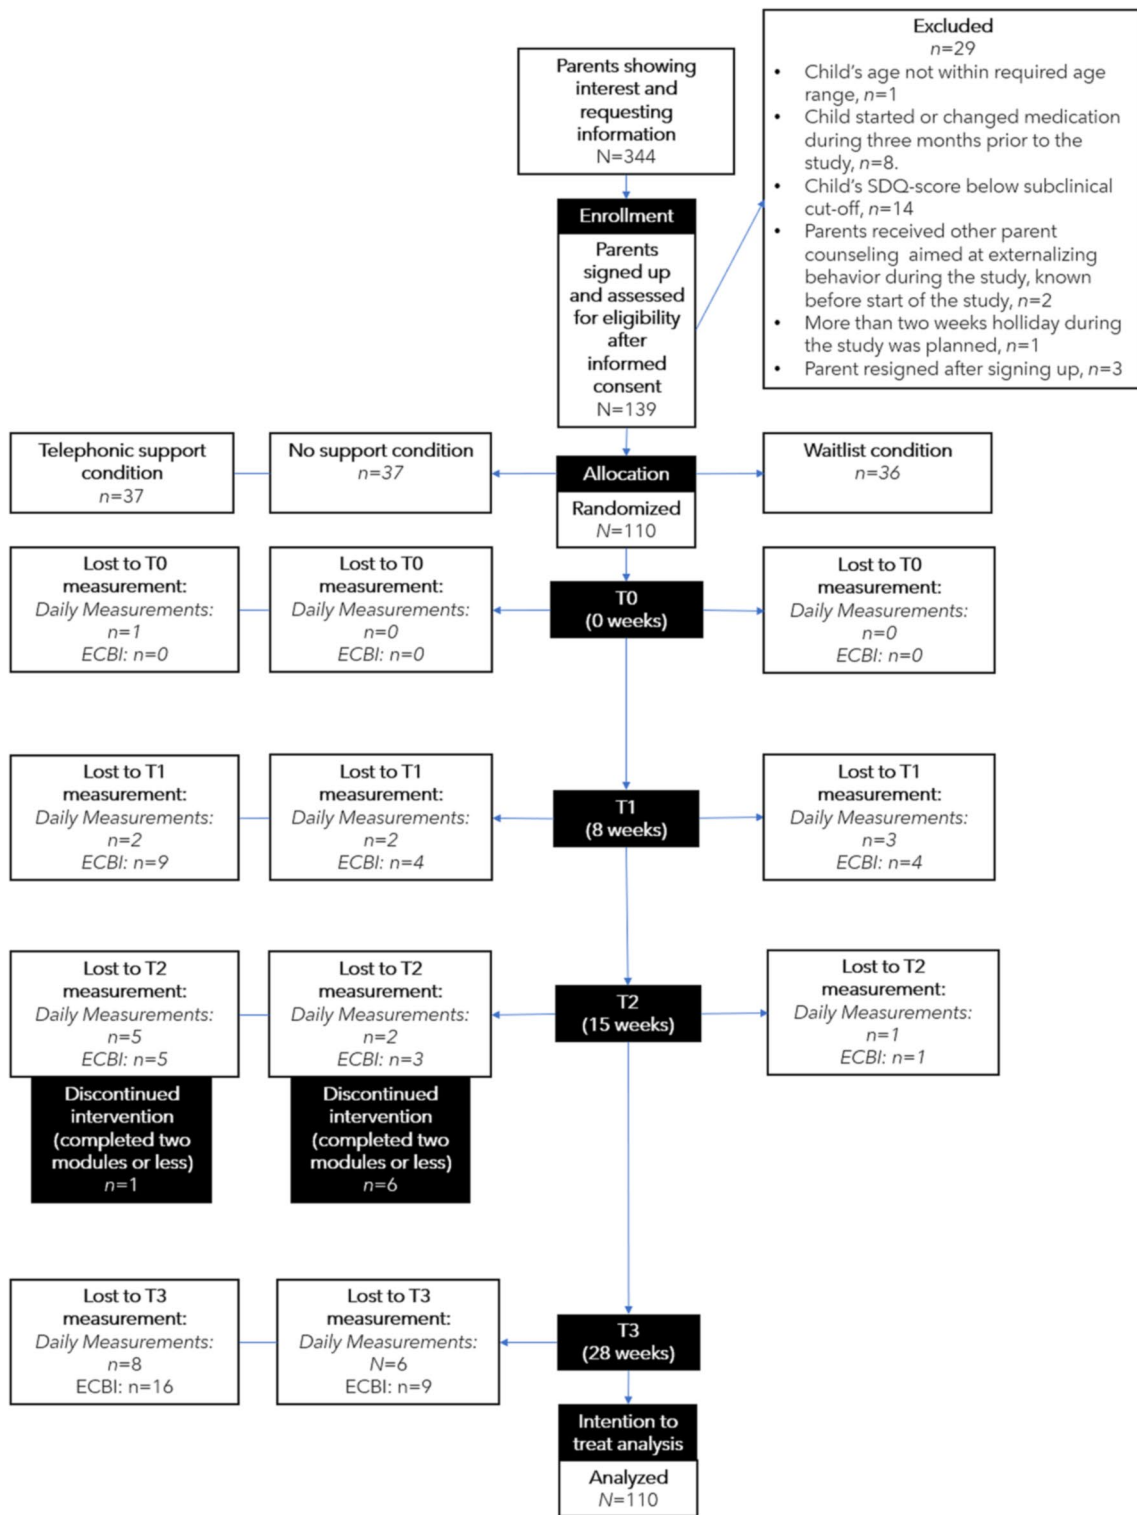 Parents showing
interest and
requesting
information
N=344
Excluded
n=29
• Child's age not within required age
range, n=1
• Child started or changed medication
during three months prior to the
study, n=8.
• Child's SDQ-score below subclinical
cut-off, n=14
• Parents received other parent
counseling aimed at externalizing
behavior during the study, known
before start of the study, n=2
• More than two weeks holliday during
the study was planned, n=1
• Parent resigned after signing up, n=3
Enrollment
Parents
signed up
and assessed
for eligibility
after
informed
consent
N=139
Telephonic support
condition
n=37
No support condition
n=37
Allocation
Randomized
N=110
Waitlist condition
n=36
Lost to T0
measurement:
Daily Measurements:
n=1
ECBI: n=0
Lost to T0
measurement:
Daily Measurements:
n=0
ECBI: n=0
T0
(0 weeks)
Lost to T0
measurement:
Daily Measurements:
n=0
ECBI: n=0
Lost to T1
measurement:
Daily Measurements:
n=2
ECBI: n=9
Lost to T1
measurement:
Daily Measurements:
n=2
ECBI: n=4
T1
(8 weeks)
Lost to T1
measurement:
Daily Measurements:
n=3
ECBI: n=4
Lost to T2
measurement:
Daily Measurements:
n=5
ECBI: n=5
Discontinued
intervention
(completed two
modules or less)
n=1
Lost to T2
measurement:
Daily Measurements:
n=2
ECBI: n=3
Discontinued
intervention
(completed two
modules or less)
n=6
T2
(15 weeks)
Lost to T2
measurement:
Daily Measurements:
n=1
ECBI: n=1
Lost to T3
measurement:
Daily Measurements:
n=8
ECBI: n=16
Lost to T3
measurement:
Daily Measurements:
N=6
ECBI: n=9
T3
(28 weeks)
Intention to
treat analysis
Analyzed
N=110